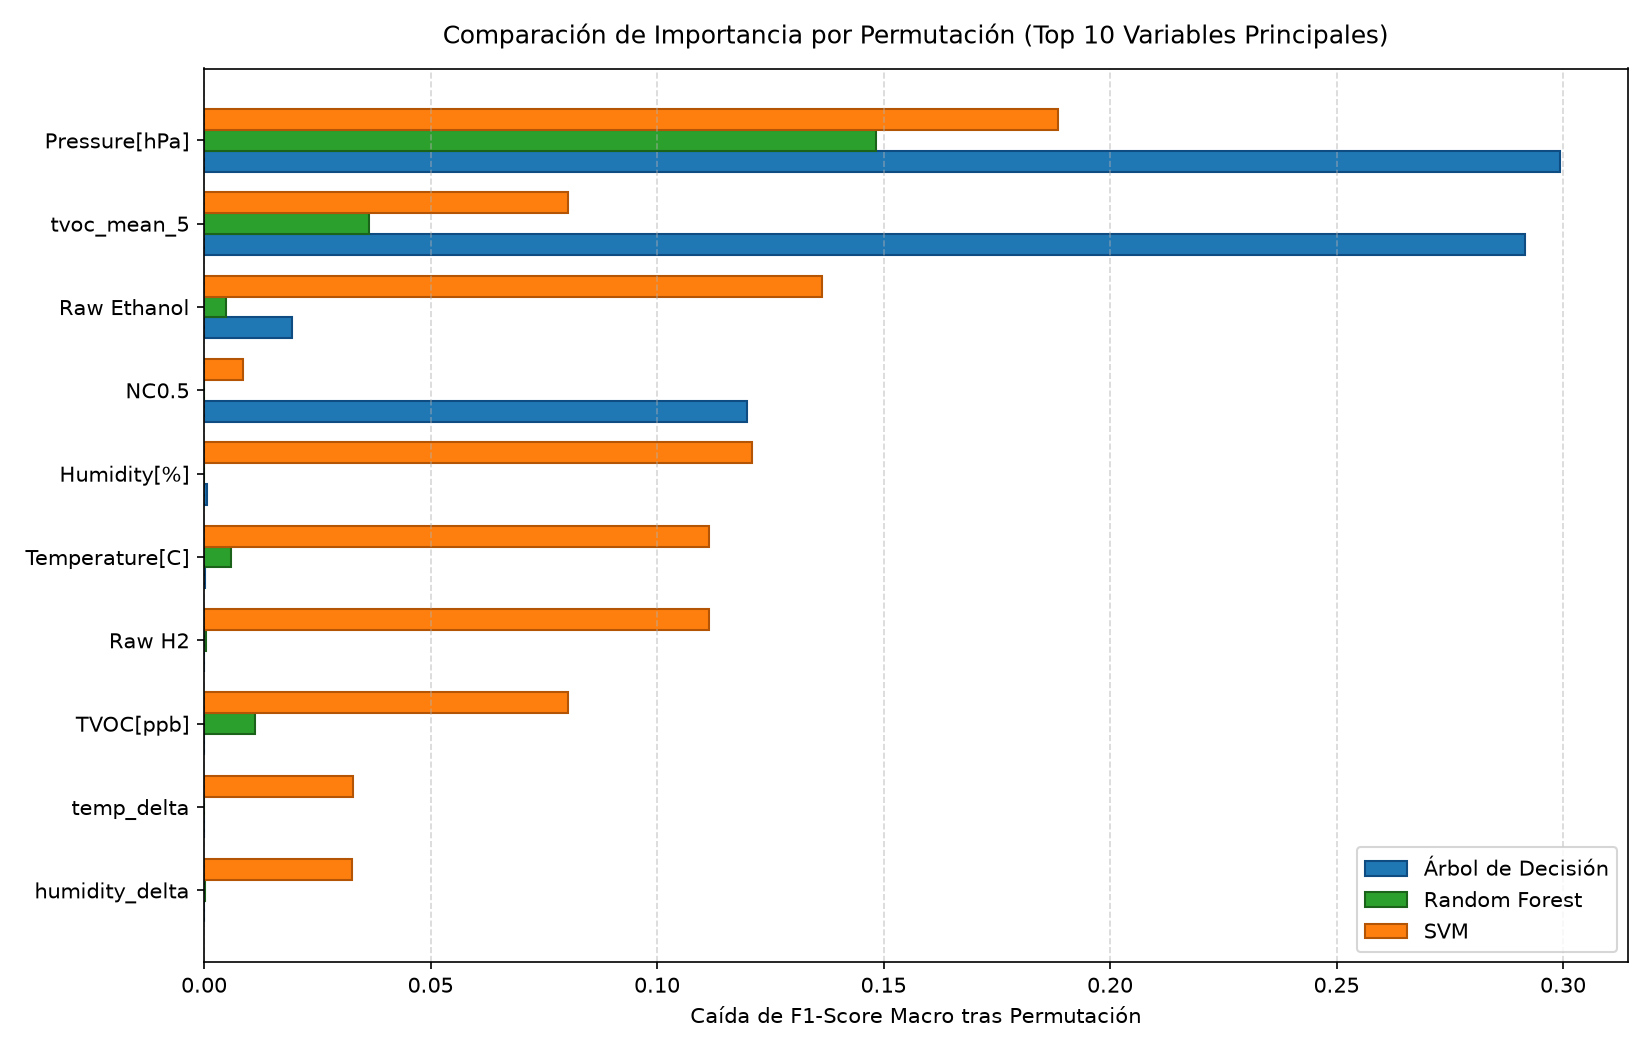 Comparación de Importancia por Permutación (Top 10 Variables Principales)
Pressure[hPa]
tvoc_mean_5
Raw Ethanol
NC0.5
Humidity[%]
Temperature[C]
Raw H2
TVOC[ppb]
temp_delta
humidity_delta
Árbol de Decisión
Random Forest
SVM
0.00 0.05 0.10 0.15 0.20 0.25 0.30
Caída de F1-Score Macro tras Permutación